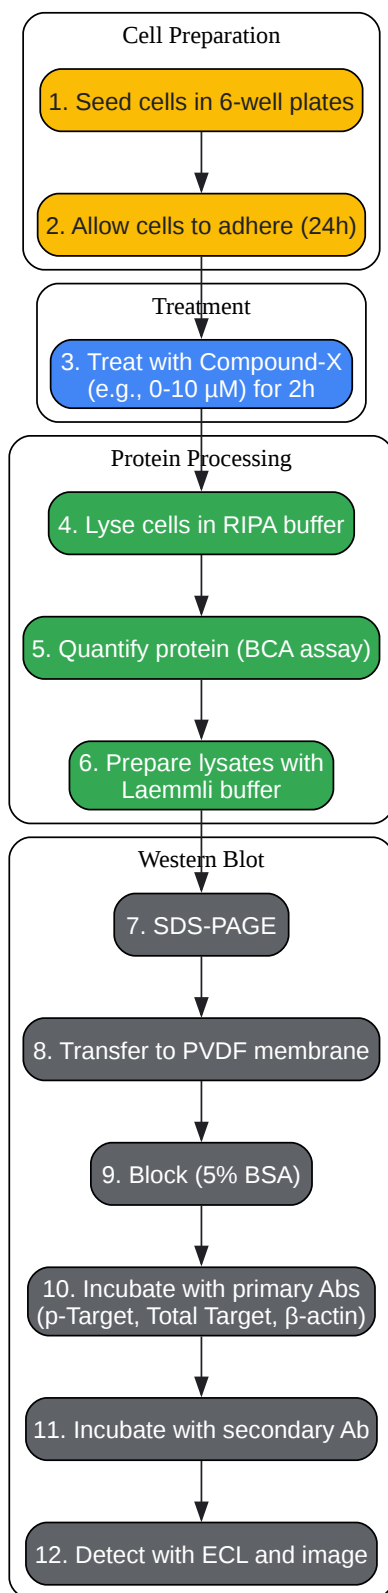 Cell Preparation
1. Seed cells in 6-well plates
2. Allow cells to adhere (24h)
Treatment
3. Treat with Compound-X
(e.g., 0-10 µM) for 2h
Protein Processing
4. Lyse cells in RIPA buffer
5. Quantify protein (BCA assay)
6. Prepare lysates with
Laemmli buffer
Western Blot
7. SDS-PAGE
8. Transfer to PVDF membrane
9. Block (5% BSA)
10. Incubate with primary Abs
(p-Target, Total Target, β-actin)
11. Incubate with secondary Ab
12. Detect with ECL and image